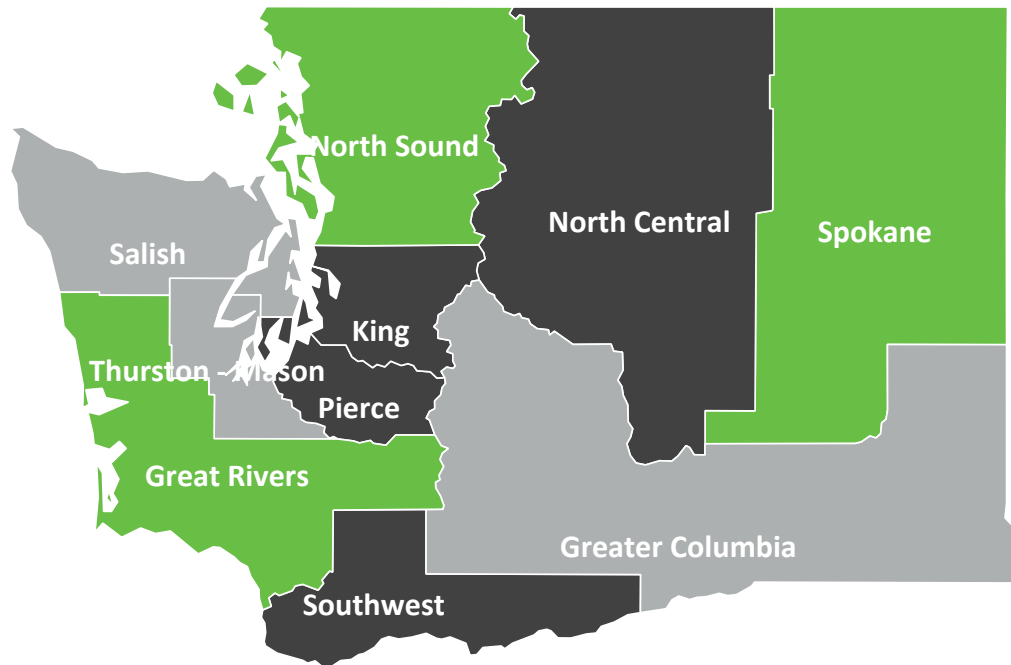 North Sound
North Central
Spokane
Salish
King
Thurston - Mason
Pierce
Great Rivers
Greater Columbia
Southwest